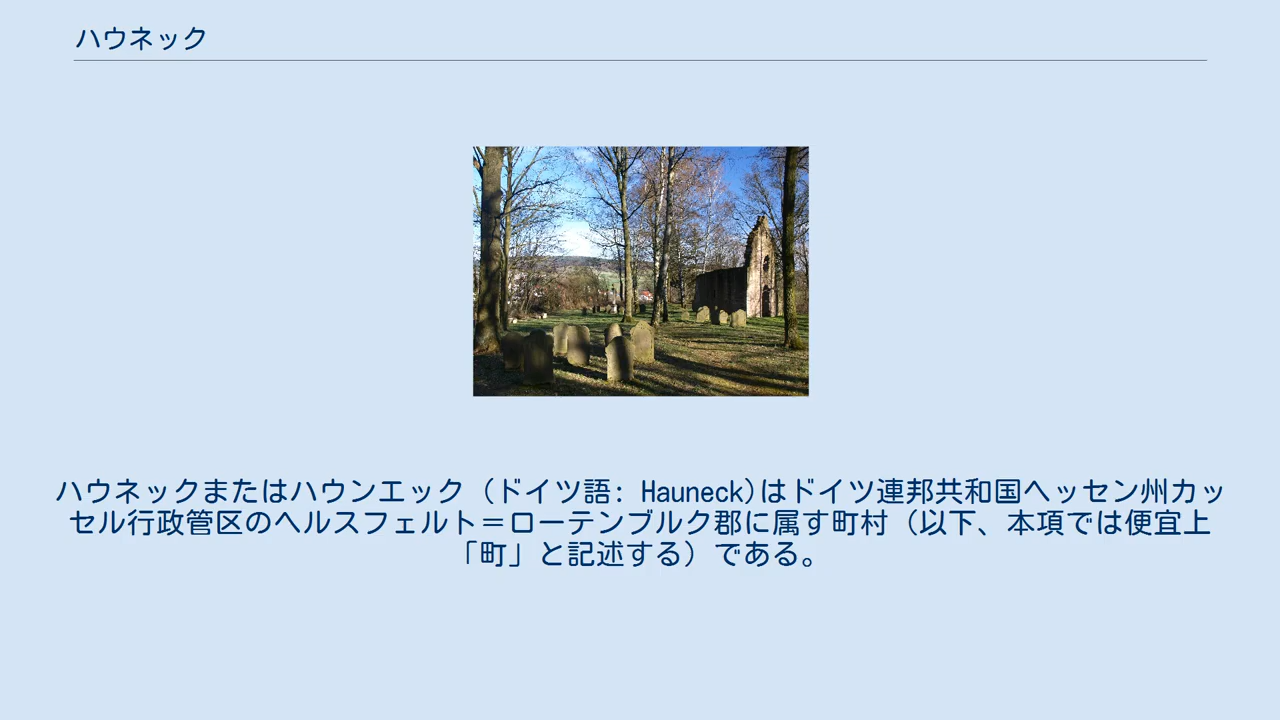 ハウネック
ハウネックまたはハウンエック（ドイツ語: Hauneck)はドイツ連邦共和国ヘッセン州カッ
セル行政管区のヘルスフェルト＝ローテンブルク郡に属す町村（以下、本項では便宜上
「町」と記述する）である。